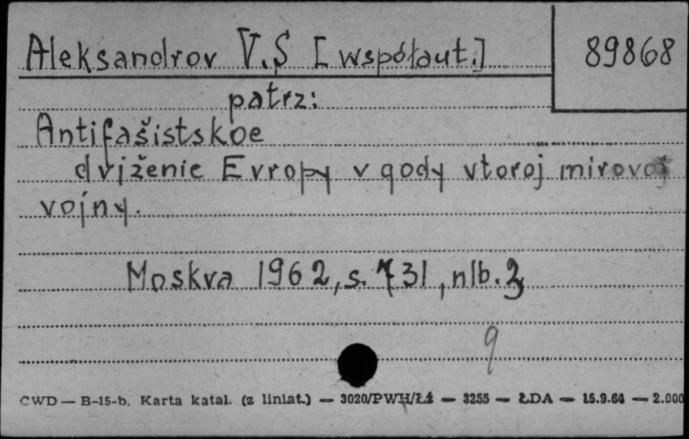 Aleksandrov V.S [współaut.] 89868
patrz:
Antifašistskoe
dviženie Evropy v gody vtoroj mirovoj
vojny.
Moskva 1962, s. 731, nlb. 3
9
CWD — B-15-b. Karta katal. (z liniat.) — 3020/PWH/Łź — 3255 — ŁDA — 15.9.64 — 2.000